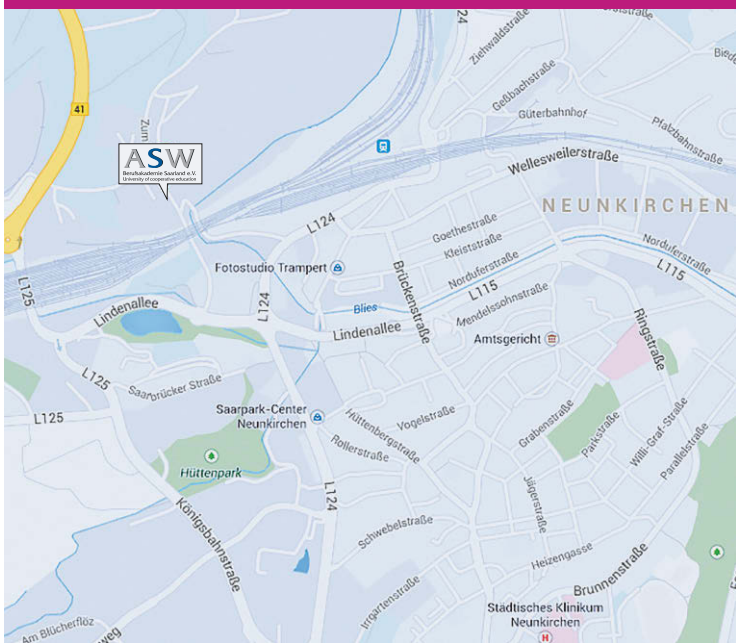 24
Ziehwaldstraße
41
Zum
Geßbachstraße
Güterbahnhof
Pfalzbahnstraße
ASW
Berufsakademie Saarland e.V.
University of cooperative education
Wellesweilerstraße
NEUNKIRCHEN
L124
Goethestraße
Kleiststraße
Norduferstraße
Norduferstraße
L115
L115
Fotostudio Trampert
Brückenstraße
L125
L124
Lindenallee
Blies
Lindenallee
Mendelssohnstraße
Ringstraße
Amtsgericht
Saarbrücker Straße
L125
L125
Saarpark-Center
Neunkirchen
Hüttenbergstraße
Vogelstraße
Grabenstraße
Parkstraße
Willi-Graf-Straße
Parallelstraße
Rollerstraße
Hüttenpark
L124
Königsbahnstraße
Jägerstraße
Schwebelstraße
Heizengasse
Brunnenstraße
Irrgartenstraße
Städtisches Klinikum
Neunkirchen
H
Am Blücherflöz
weg